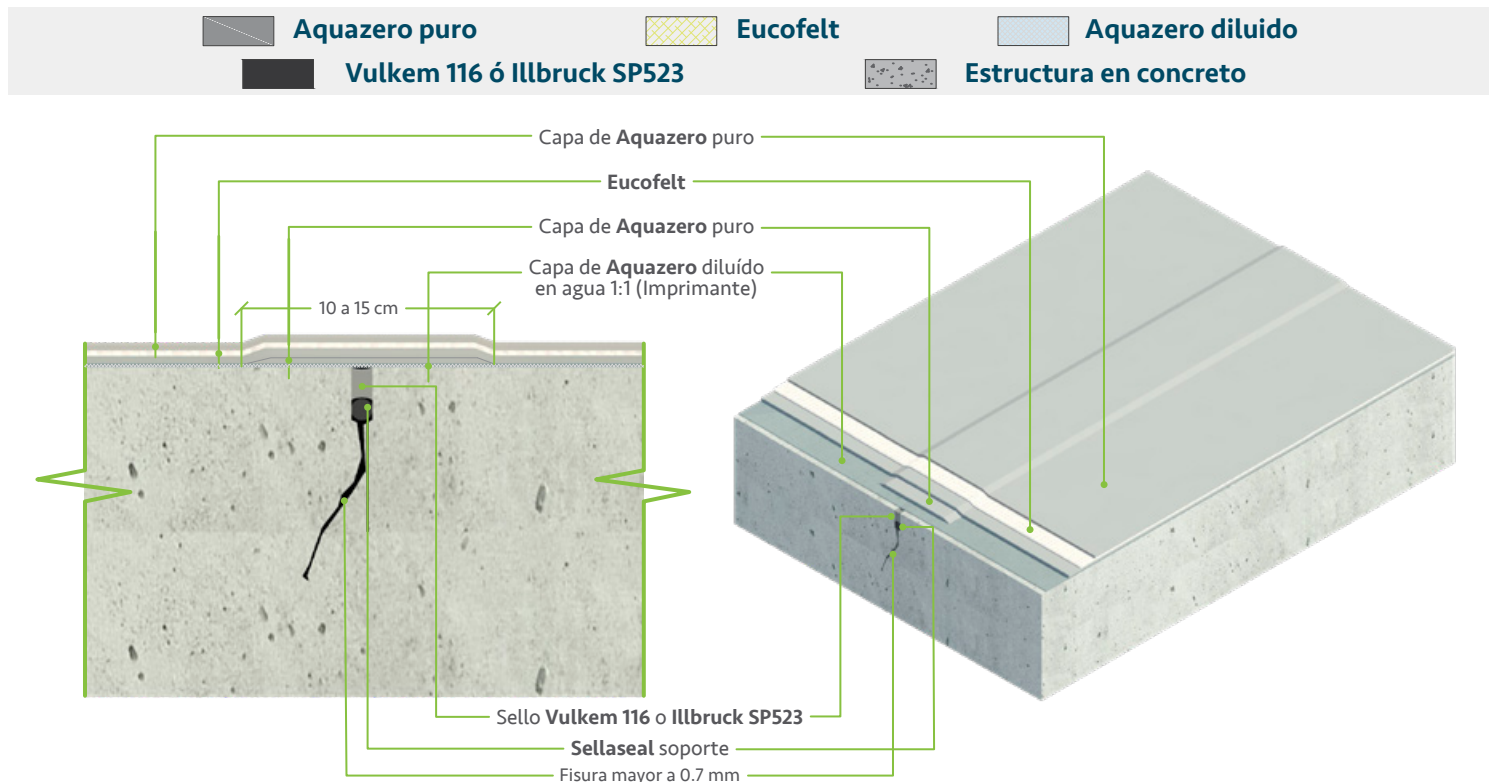 Aquazero puro
Eucofelt
Aquazero diluido
Vulkem 116 ó Illbruck SP523
Estructura en concreto
Capa de Aquazero puro
Eucofelt
Capa de Aquazero puro
Capa de Aquazero diluído
en agua 1:1 (Imprimante)
10 a 15 cm
Sello Vulkem 116 o Illbruck SP523
Sellaseal soporte
Fisura mayor a 0.7 mm